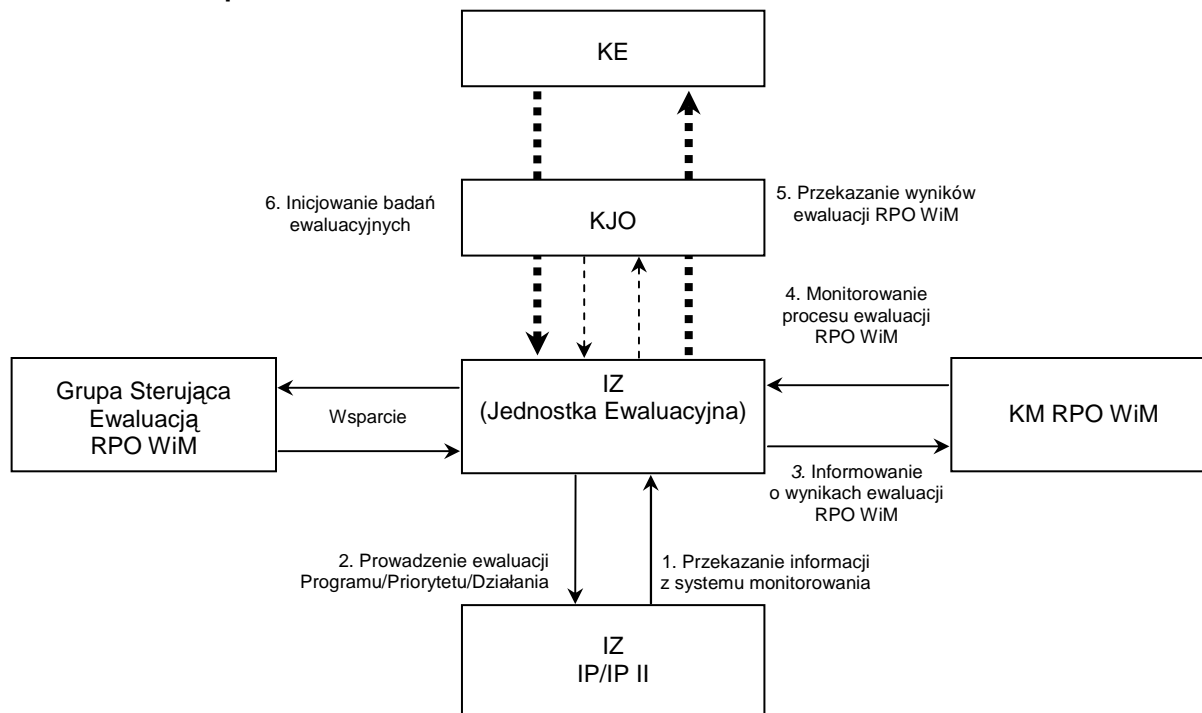 KE
6. Inicjowanie badań
ewaluacyjnych
KJO
5. Przekazanie wyników
ewaluacji RPO WiM
4. Monitorowanie
procesu ewaluacji
RPO WiM
Grupa Sterująca
Ewaluacją
RPO WiM
Wsparcie
IZ
(Jednostka Ewaluacyjna)
KM RPO WiM
3. Informowanie
o wynikach ewaluacji
RPO WiM
2. Prowadzenie ewaluacji
Programu/Priorytetu/Działania
1. Przekazanie informacji
z systemu monitorowania
IZ
IP/IP II